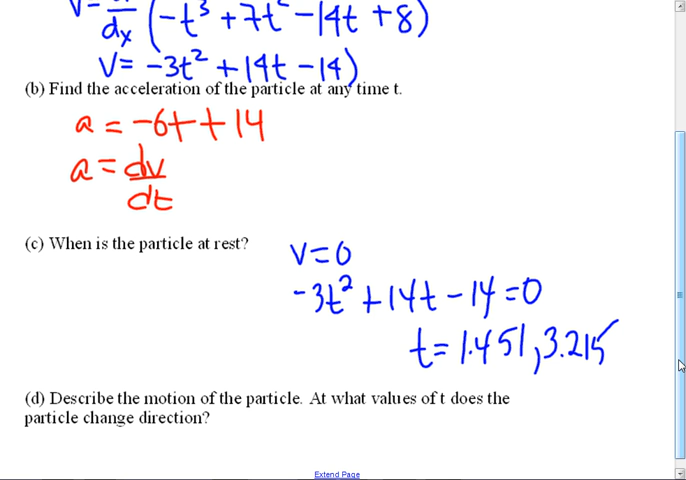 V= dx (-t³ +7t² -14t +8)
V= -3t² +14t -14)
(b) Find the acceleration of the particle at any time t.
a = -6t + 14
a = dv/dt
(c) When is the particle at rest?
V=0
-3t² +14t -14=0
t= 1.451, 3.215
(d) Describe the motion of the particle. At what values of t does the
particle change direction?
Extend Page